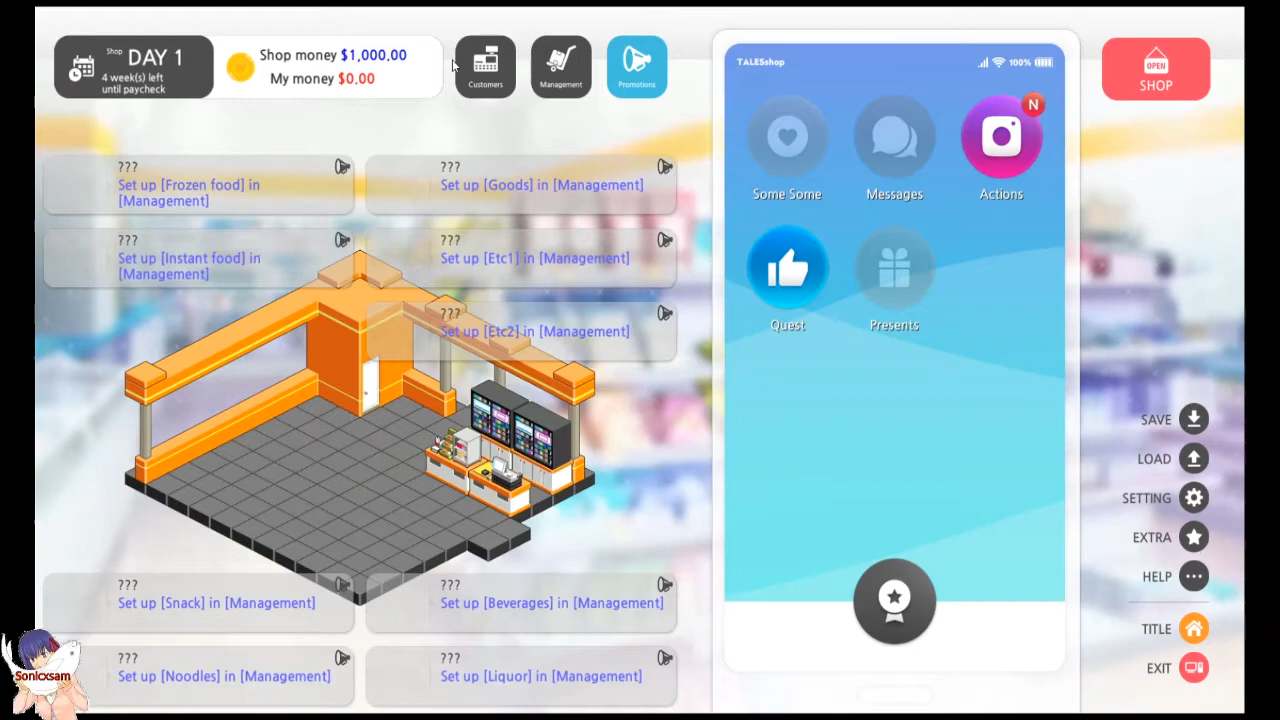 Shop DAY 1
4 week(s) left
until paycheck
Shop money $1,000.00
My money $0.00
Customers
Management
Promotions
TALESshop
100%
OPEN
SHOP
N
Some Some
Messages
Actions
Quest
Presents
???
Set up [Frozen food] in
[Management]
???
Set up [Goods] in [Management]
???
Set up [Instant food] in
[Management]
???
Set up [Etc1] in [Management]
???
Set up [Etc2] in [Management]
???
Set up [Snack] in [Management]
???
Set up [Beverages] in [Management]
???
Set up [Noodles] in [Management]
???
Set up [Liquor] in [Management]
SAVE
LOAD
SETTING
EXTRA
HELP
TITLE
EXIT
Sonicxsam